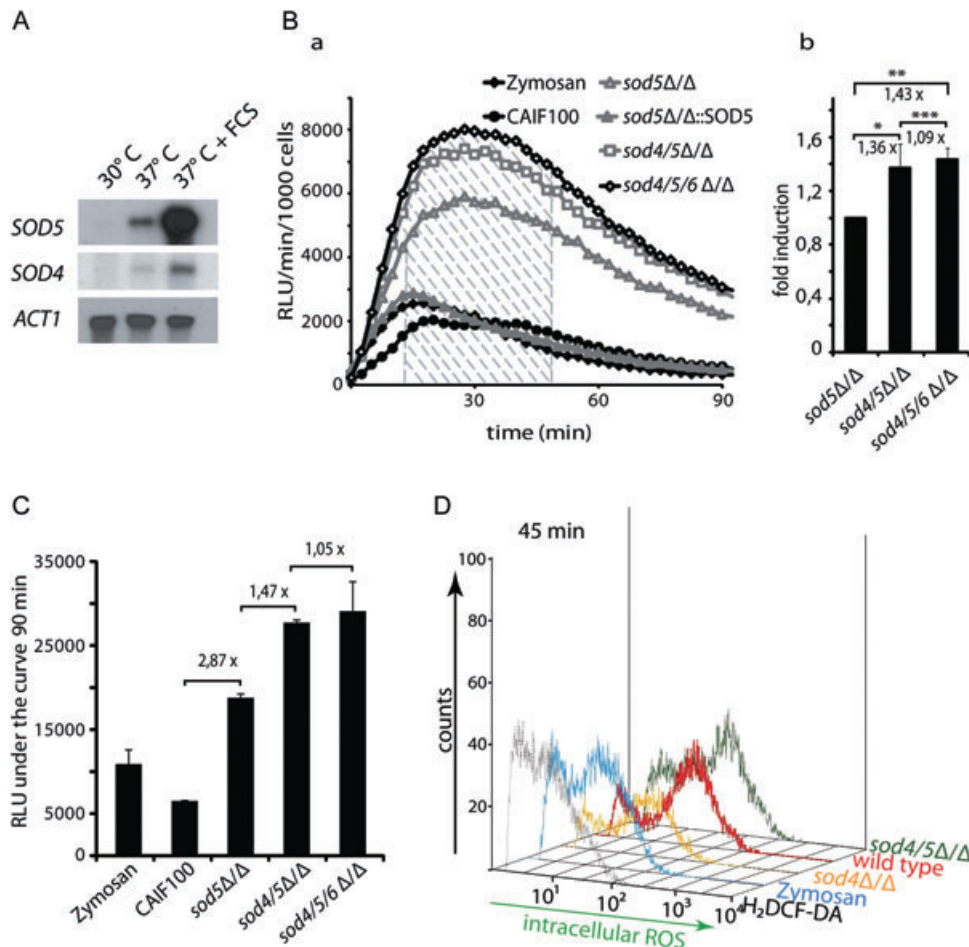 A
30° C
37° C
37° C + FCS
SOD5
SOD4
ACT1
B
a
Zymosan
CAIF100
sod5Δ/Δ
sod5Δ/Δ::SOD5
sod4/5Δ/Δ
sod4/5/6 Δ/Δ
RLU/min/1000 cells
8000
6000
4000
2000
0
30
60
90
time (min)
b
**
1,43 x
*
***
1,36 x
1,09 x
fold induction
1,6
1,2
0,8
0,4
0
sod5Δ/Δ
sod4/5Δ/Δ
sod4/5/6 Δ/Δ
C
RLU under the curve 90 min
35000
25000
15000
5000
0
2,87 x
1,47 x
1,05 x
Zymosan
CAIF100
sod5Δ/Δ
sod4/5Δ/Δ
sod4/5/6 Δ/Δ
D
45 min
counts
100
80
60
40
20
10¹
10²
10³
10⁴
intracellular ROS
sod4/5Δ/Δ
wild type
sod4Δ/Δ
Zymosan
H₂DCF-DA